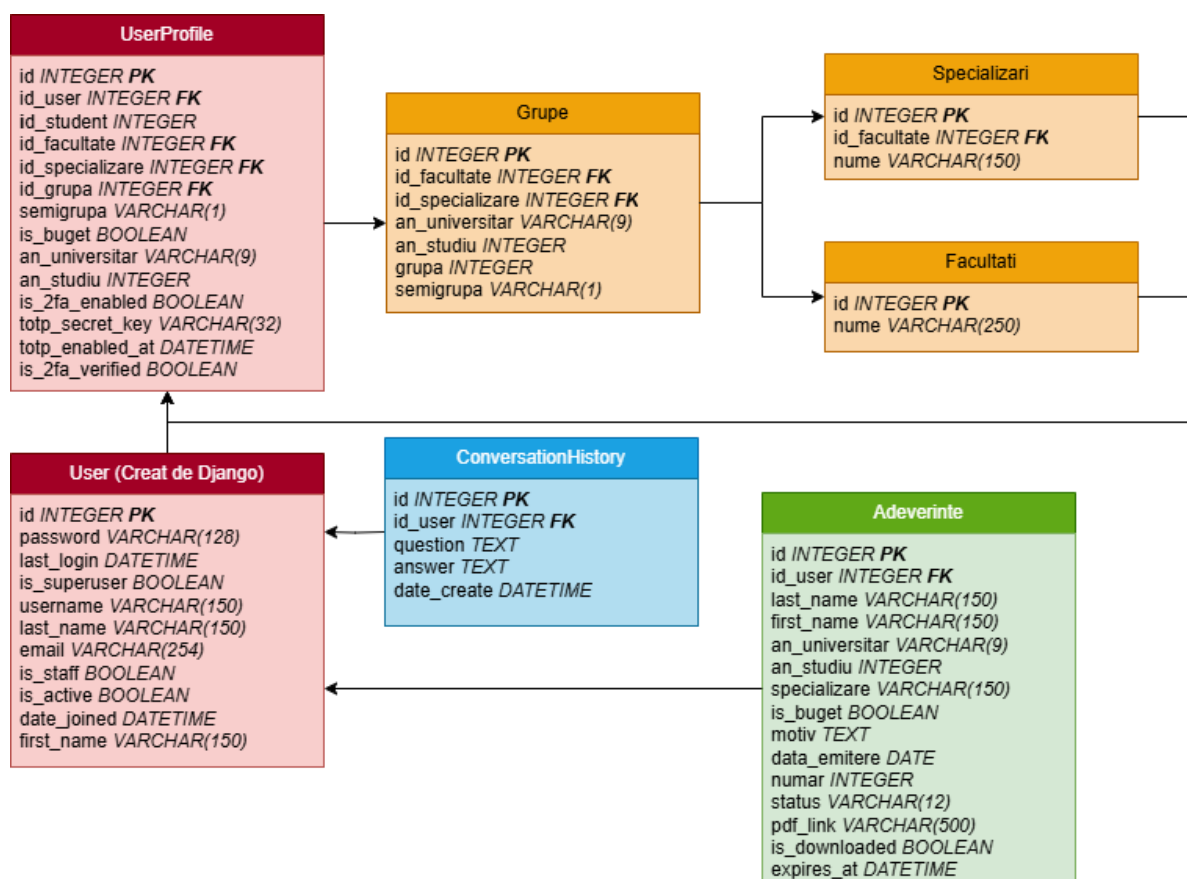 UserProfile
id INTEGER PK
id_user INTEGER FK
id_student INTEGER
id_facultate INTEGER FK
id_specializare INTEGER FK
id_grupa INTEGER FK
semigrupa VARCHAR(1)
is_buget BOOLEAN
an_universitar VARCHAR(9)
an_studiu INTEGER
is_2fa_enabled BOOLEAN
totp_secret_key VARCHAR(32)
totp_enabled_at DATETIME
is_2fa_verified BOOLEAN
Grupe
id INTEGER PK
id_facultate INTEGER FK
id_specializare INTEGER FK
an_universitar VARCHAR(9)
an_studiu INTEGER
grupa INTEGER
semigrupa VARCHAR(1)
Specializari
id INTEGER PK
id_facultate INTEGER FK
nume VARCHAR(150)
Facultati
id INTEGER PK
nume VARCHAR(250)
User (Creat de Django)
id INTEGER PK
password VARCHAR(128)
last_login DATETIME
is_superuser BOOLEAN
username VARCHAR(150)
last_name VARCHAR(150)
email VARCHAR(254)
is_staff BOOLEAN
is_active BOOLEAN
date_joined DATETIME
first_name VARCHAR(150)
ConversationHistory
id INTEGER PK
id_user INTEGER FK
question TEXT
answer TEXT
date_create DATETIME
Adeverinte
id INTEGER PK
id_user INTEGER FK
last_name VARCHAR(150)
first_name VARCHAR(150)
an_universitar VARCHAR(9)
an_studiu INTEGER
specializare VARCHAR(150)
is_buget BOOLEAN
motiv TEXT
data_emitere DATE
numar INTEGER
status VARCHAR(12)
pdf_link VARCHAR(500)
is_downloaded BOOLEAN
expires_at DATETIME